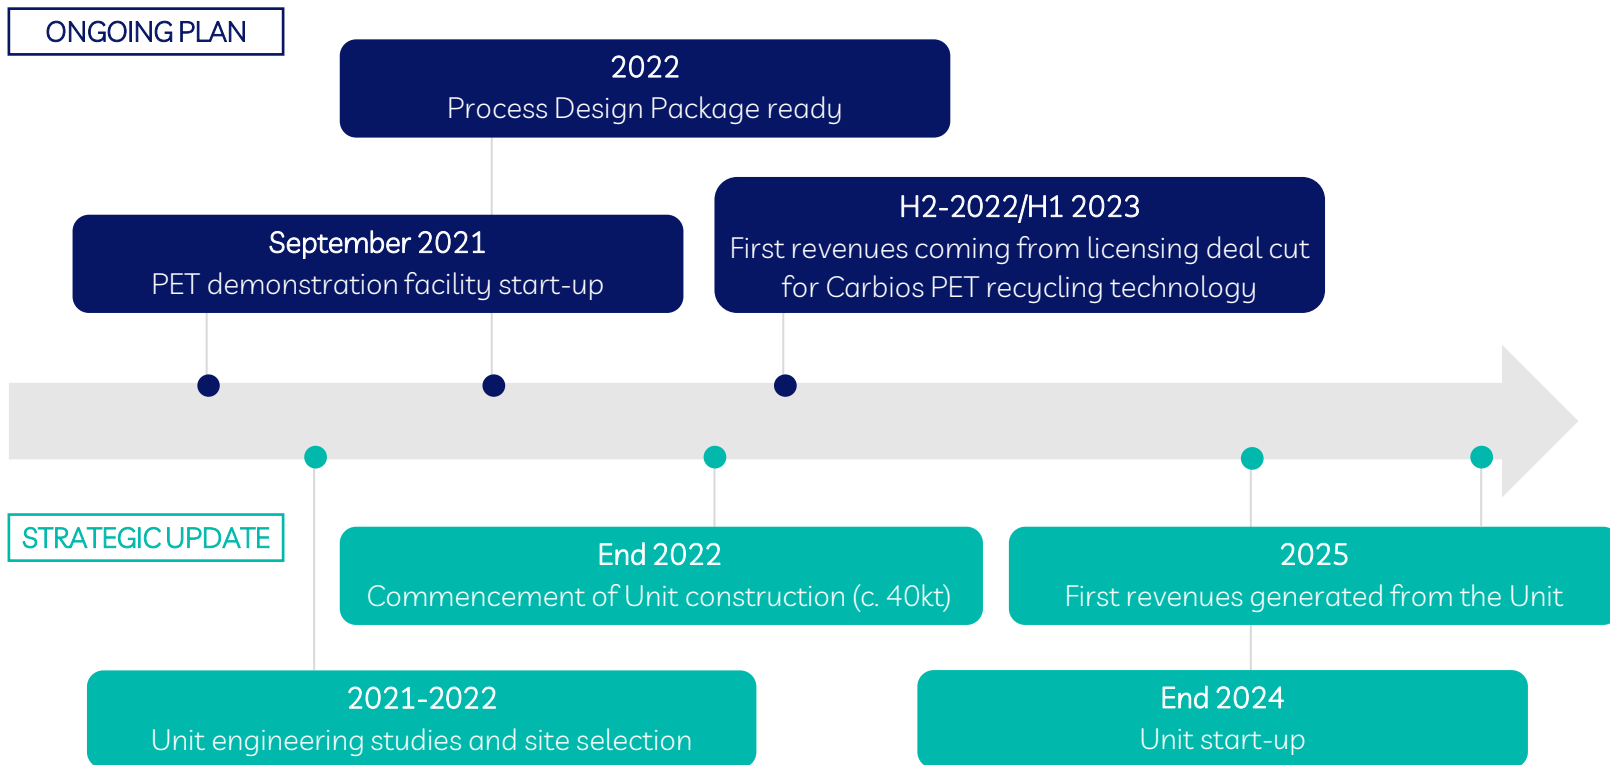 ONGOING PLAN
2022
Process Design Package ready
September 2021
PET demonstration facility start-up
H2-2022/H1 2023
First revenues coming from licensing deal cut
for Carbios PET recycling technology
STRATEGIC UPDATE
End 2022
Commencement of Unit construction (c. 40kt)
2025
First revenues generated from the Unit
2021-2022
Unit engineering studies and site selection
End 2024
Unit start-up